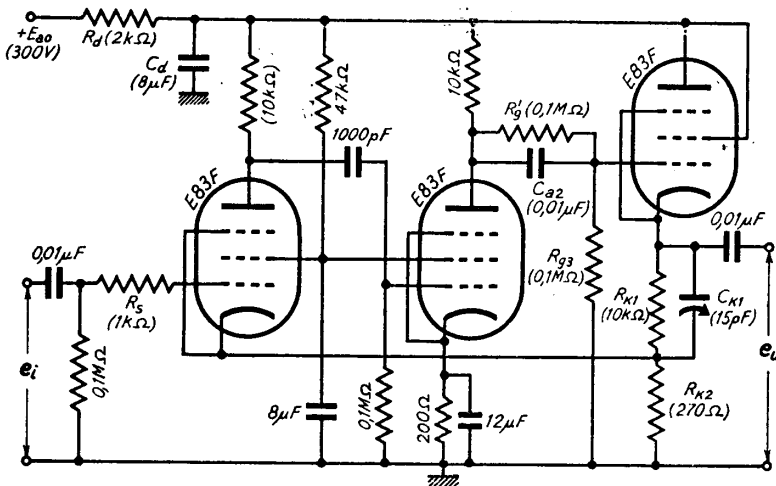 +Eao
(300V)
Rd (2kΩ)
Cd
(8μF)
(10kΩ)
47kΩ
1000pF
10kΩ
R'g (0,1MΩ)
Ca2
(0,01μF)
E83F
E83F
E83F
0,01μF
Rs
(1kΩ)
0,1MΩ
ei
8μF
0,1MΩ
200Ω
12μF
Rg3
(0,1MΩ)
RK1
(10kΩ)
CK1
(15pF)
0,01μF
RK2
(270Ω)
eu